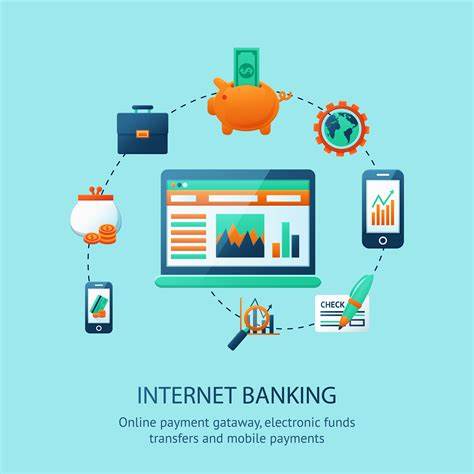 $
CHECK
INTERNET BANKING
Online payment gataway, electronic funds
transfers and mobile payments